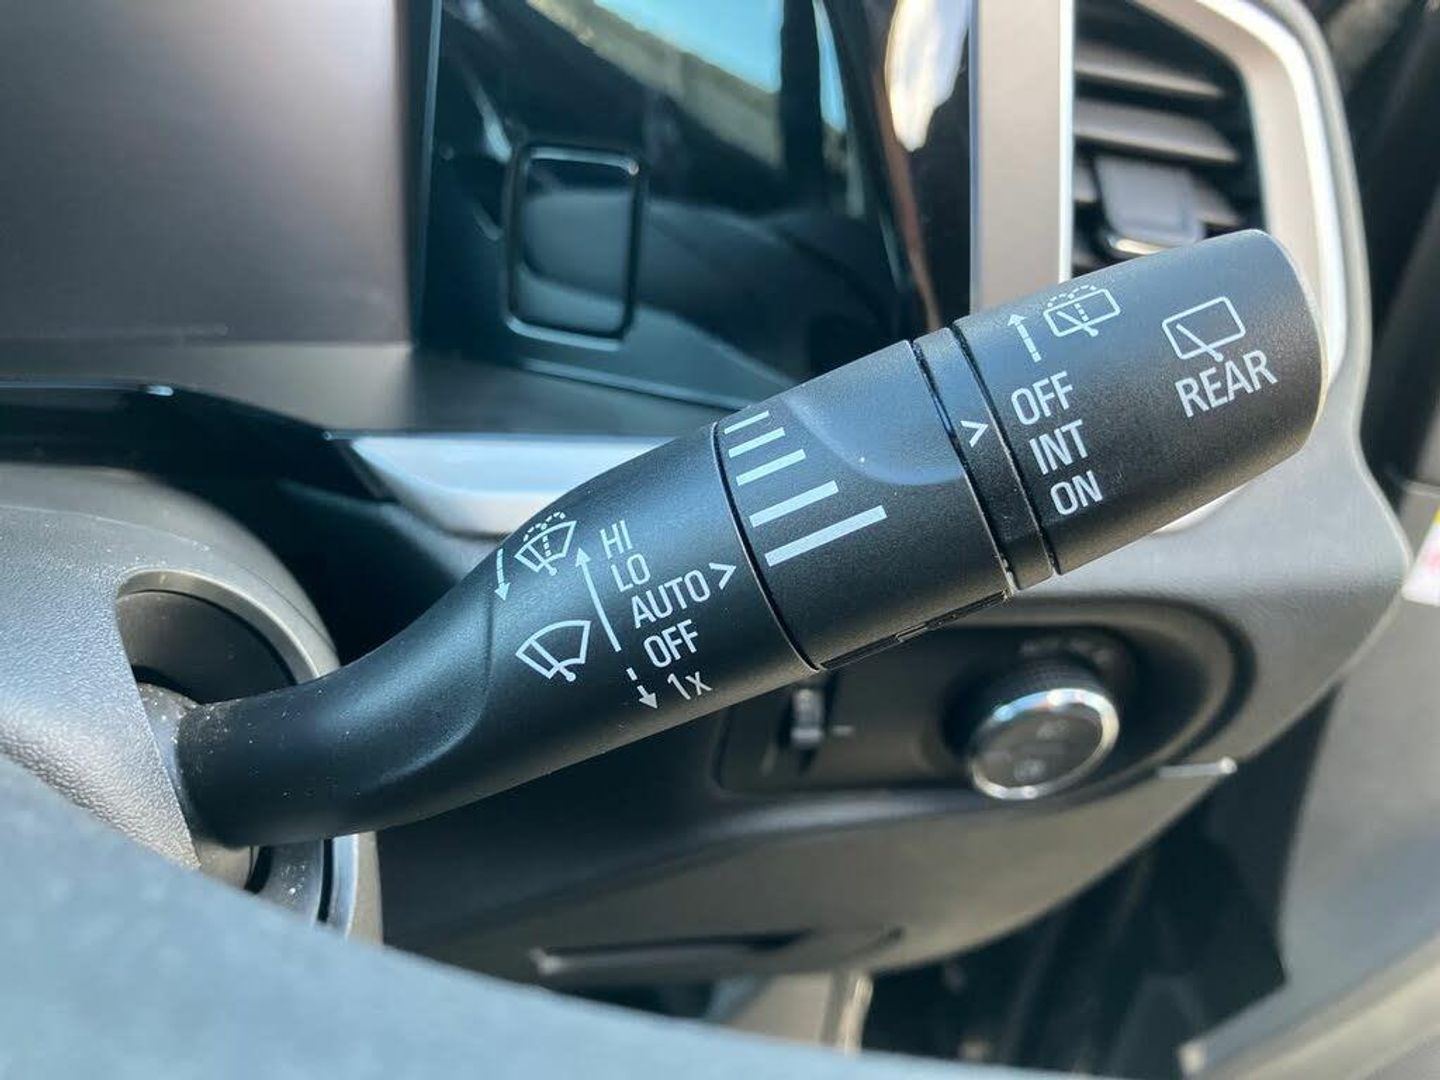 HI
LO
AUTO >
OFF
1x
>
OFF
INT
ON
REAR